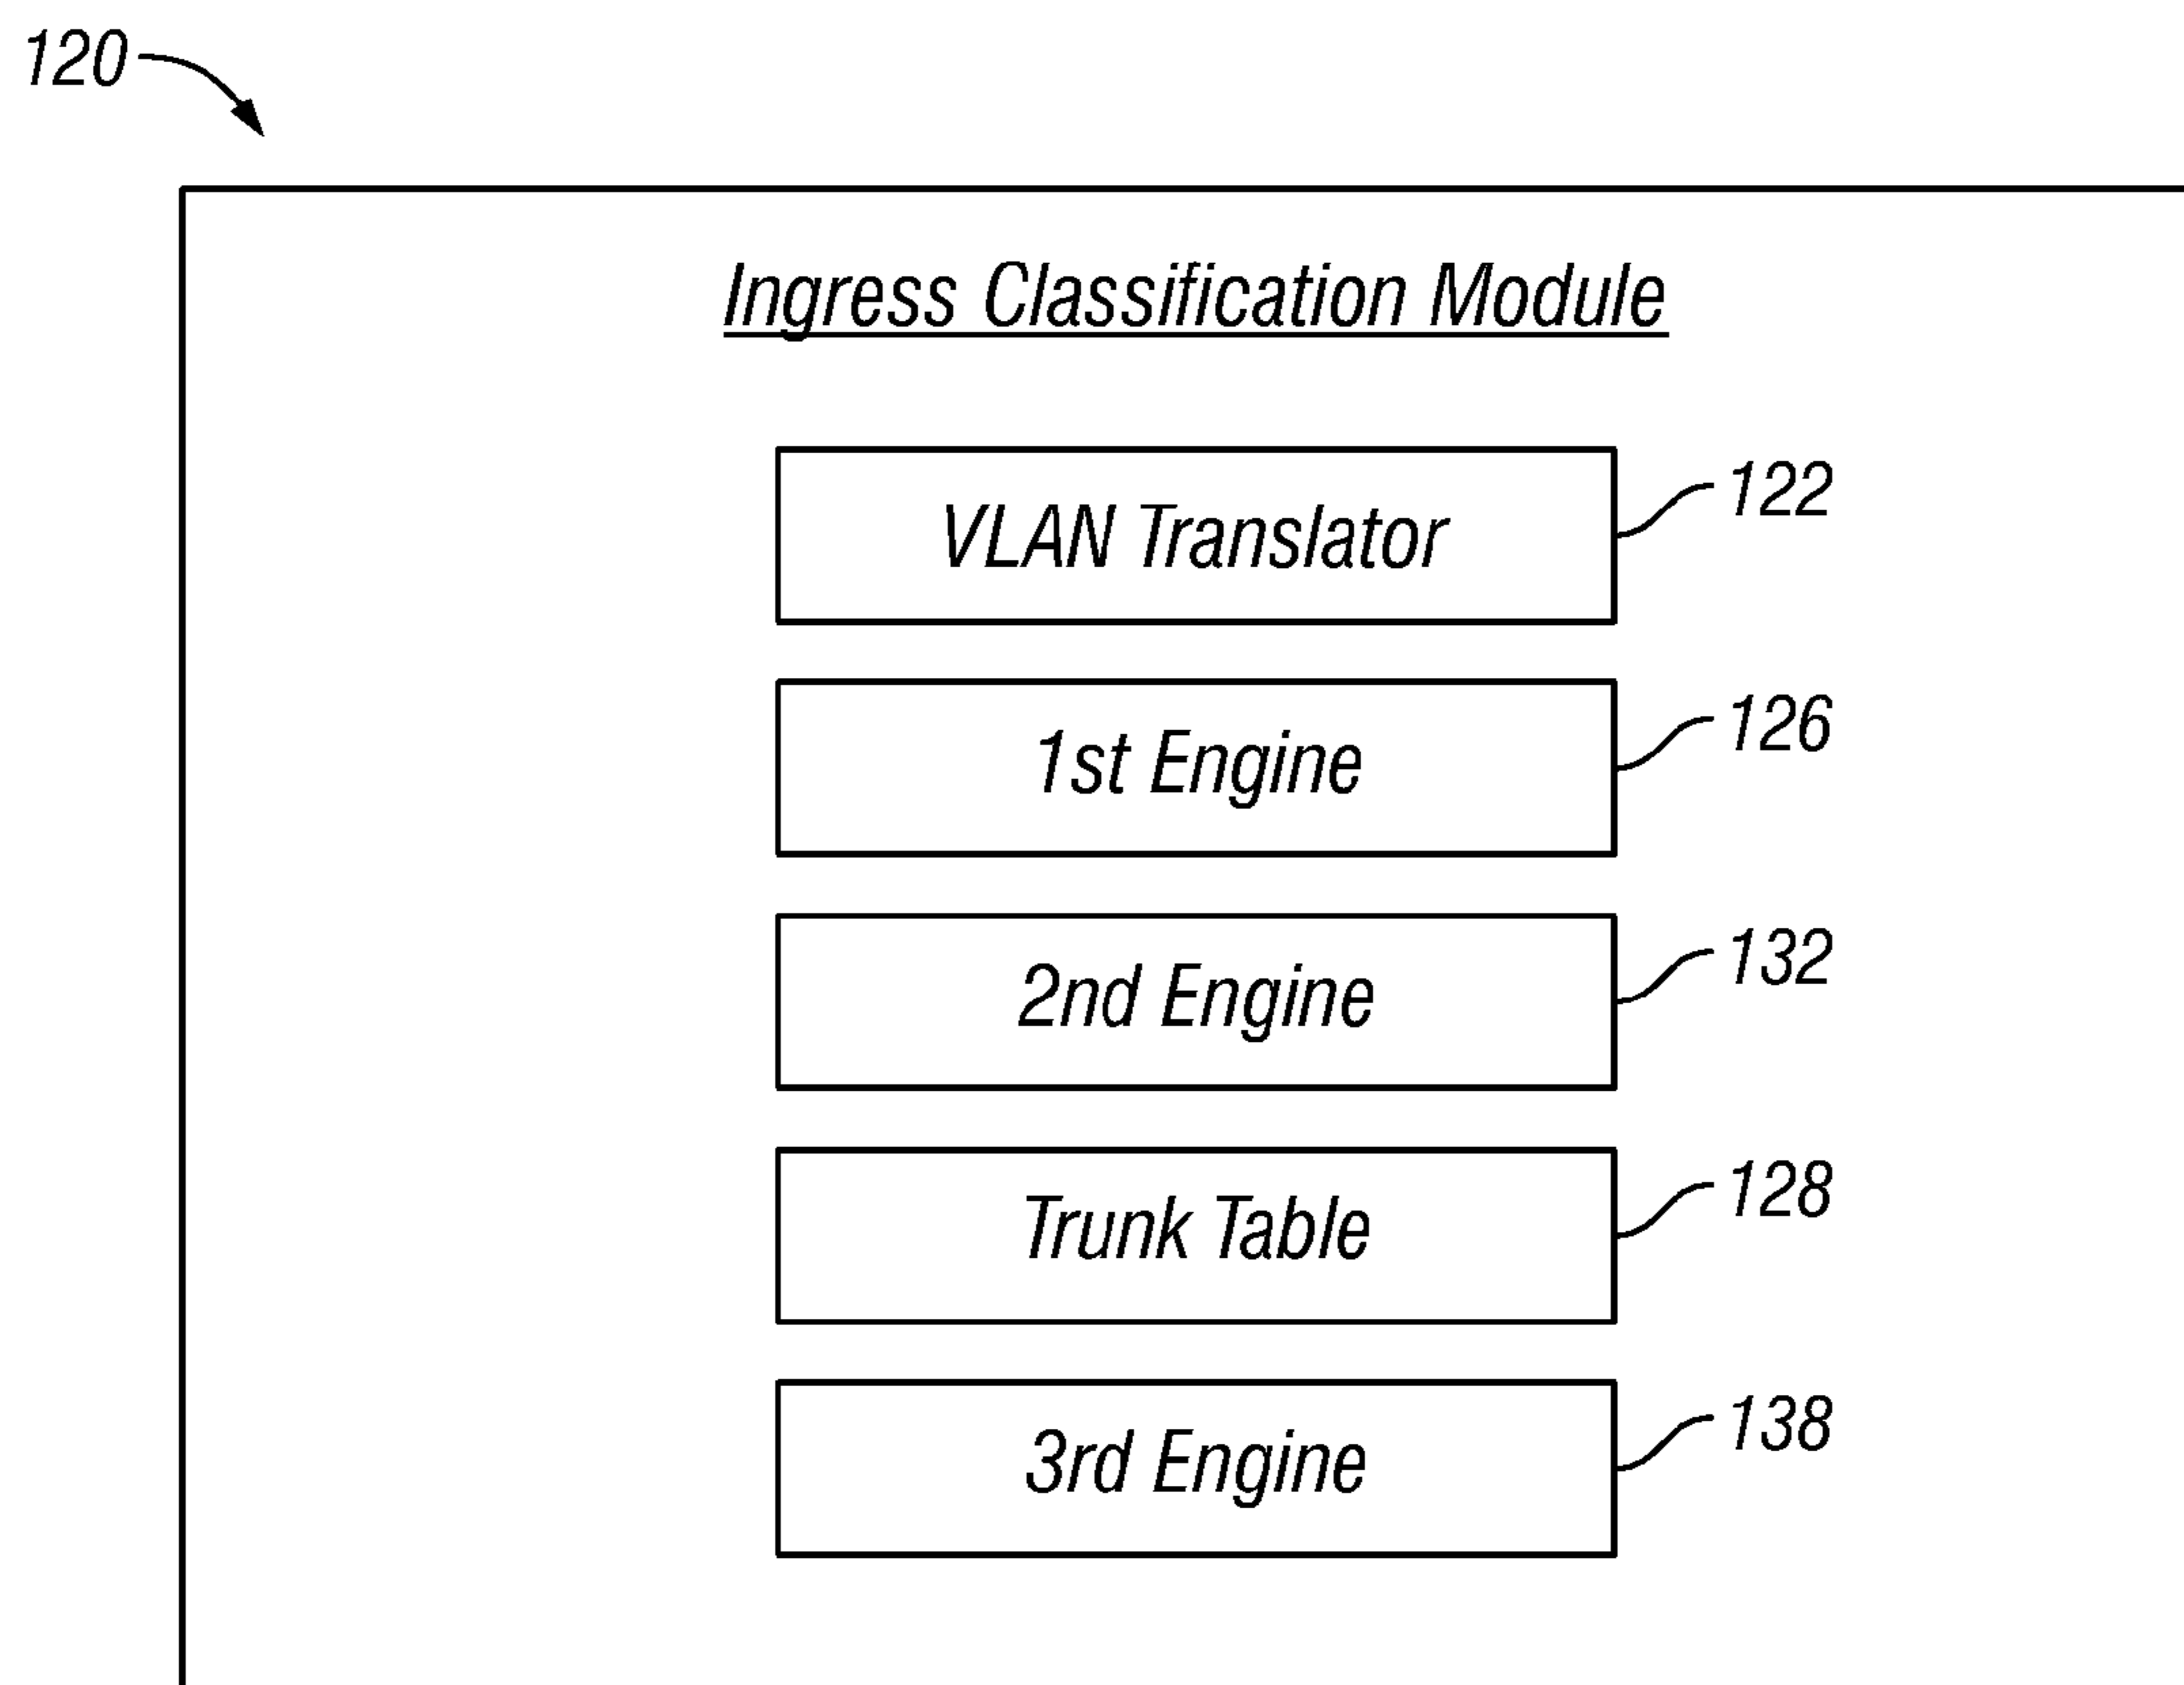 120
Ingress Classification Module
VLAN Translator 122
1st Engine 126
2nd Engine 132
Trunk Table 128
3rd Engine 138